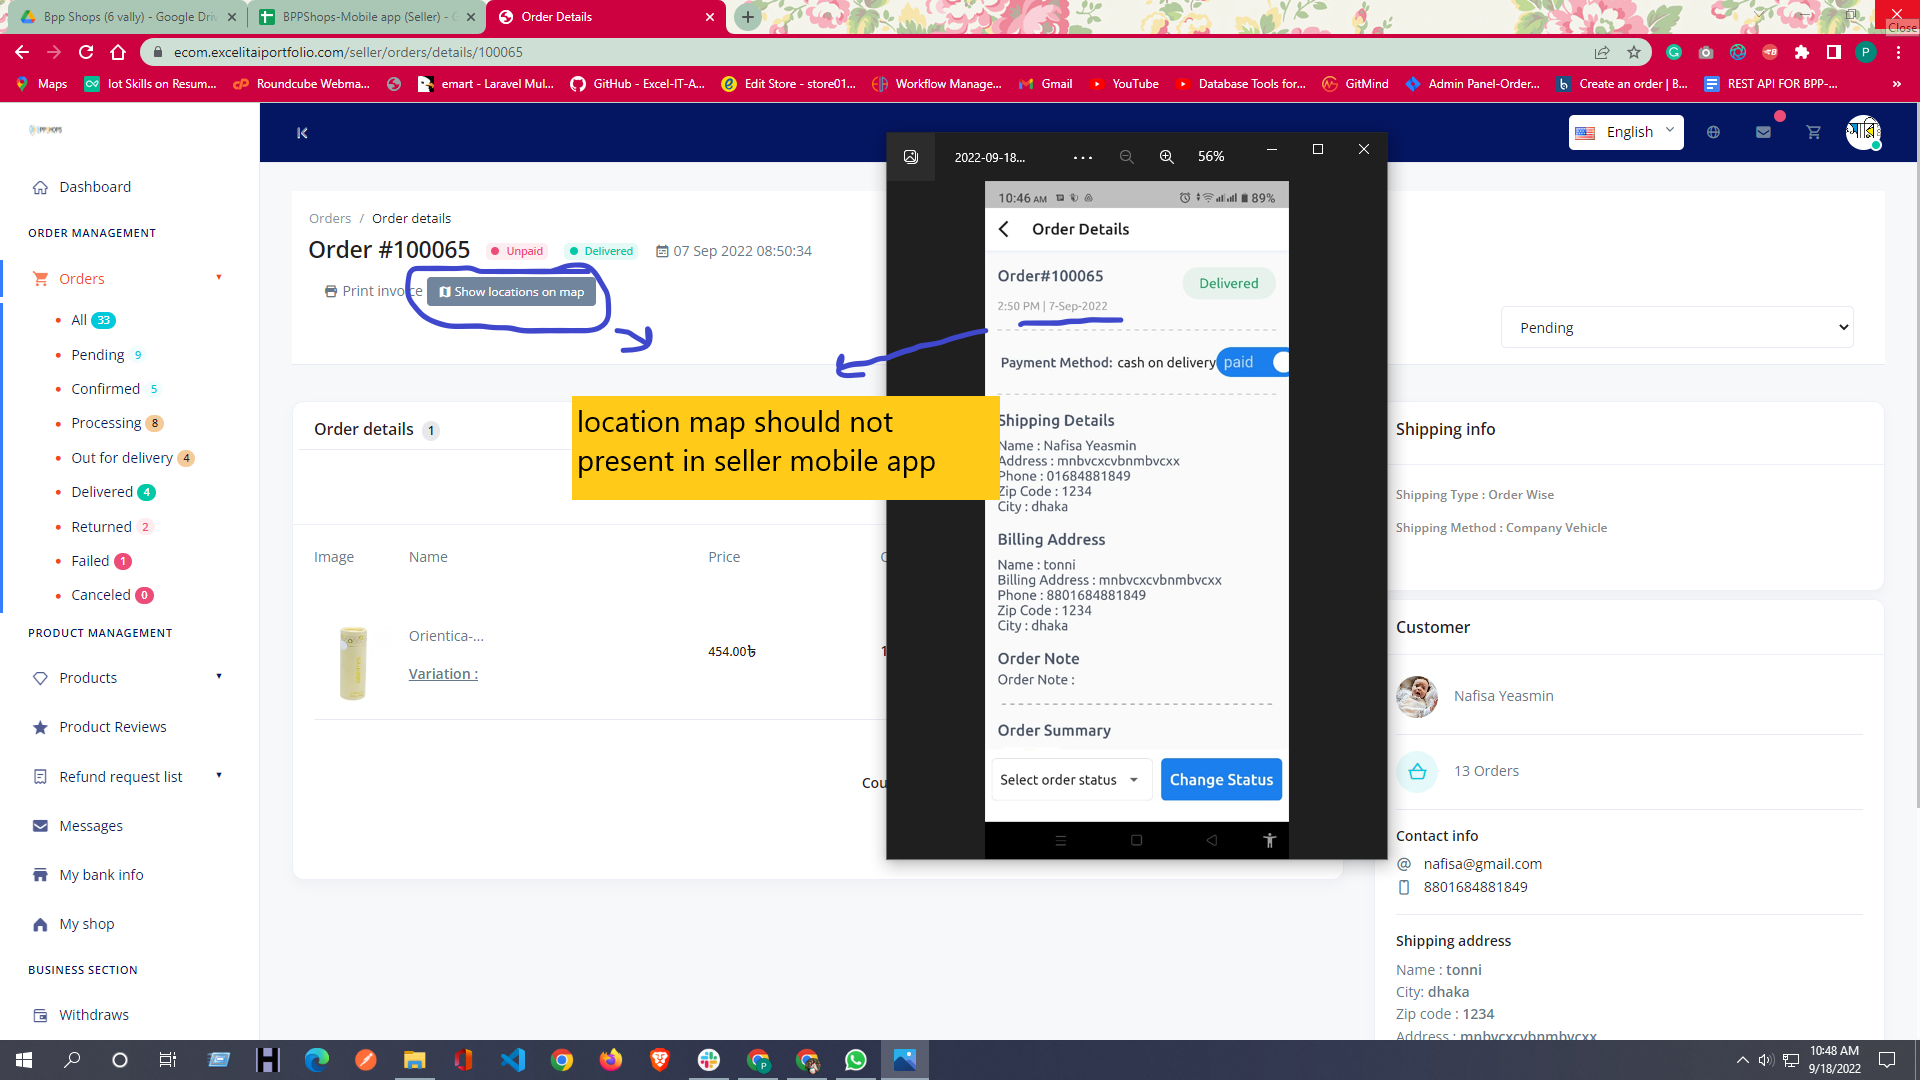 Bpp Shops (6 vally) - Google Driv
BPPShops-Mobile app (Seller) - G
Order Details
Close
ecom.excelitaiportfolio.com/seller/orders/details/100065
P
Maps
Iot Skills on Resum...
Roundcube Webma...
emart - Laravel Mul...
GitHub - Excel-IT-A...
Edit Store - store01...
Workflow Manage...
Gmail
YouTube
Database Tools for...
GitMind
Admin Panel-Order...
Create an order | B...
REST API FOR BPP-...
»
English
Dashboard
ORDER MANAGEMENT
Orders
All 33
Pending 9
Confirmed 5
Processing 8
Out for delivery 4
Delivered 4
Returned 2
Failed 1
Canceled 0
PRODUCT MANAGEMENT
Products
Product Reviews
Refund request list
Messages
My bank info
My shop
BUSINESS SECTION
Withdraws
Orders / Order details
Order #100065 Unpaid Delivered 07 Sep 2022 08:50:34
Print invoice Show locations on map
Pending
Order details 1
Image Name Price
Orientica-...
Variation :
454.00৳
1
Cou
location map should not
present in seller mobile app
2022-09-18...
56%
10:46 AM
89%
Order Details
Order#100065
Delivered
2:50 PM | 7-Sep-2022
Payment Method: cash on delivery paid
Shipping Details
Name : Nafisa Yeasmin
Address : mnbvcxcvbnmbvcxx
Phone : 01684881849
Zip Code : 1234
City : dhaka
Billing Address
Name : tonni
Billing Address : mnbvcxcvbnmbvcxx
Phone : 8801684881849
Zip Code : 1234
City : dhaka
Order Note
Order Note :
Order Summary
Select order status
Change Status
Shipping info
Shipping Type : Order Wise
Shipping Method : Company Vehicle
Customer
Nafisa Yeasmin
13 Orders
Contact info
nafisa@gmail.com
8801684881849
Shipping address
Name : tonni
City: dhaka
Zip code : 1234
Address : mnbvcxcvbnmbvcxx
10:48 AM
9/18/2022